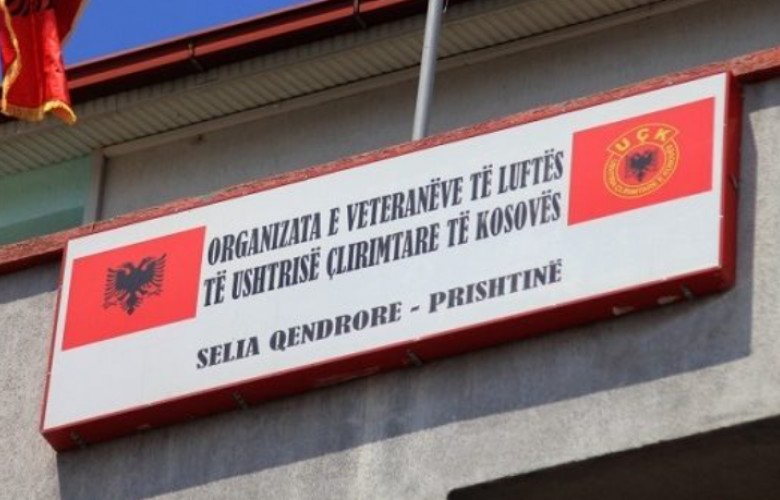 ORGANIZATA E VETERANËVE TË LUFTËS
TË USHTRISË ÇLIRIMTARE TË KOSOVËS
SELIA QENDRORE - PRISHTINË
UÇK